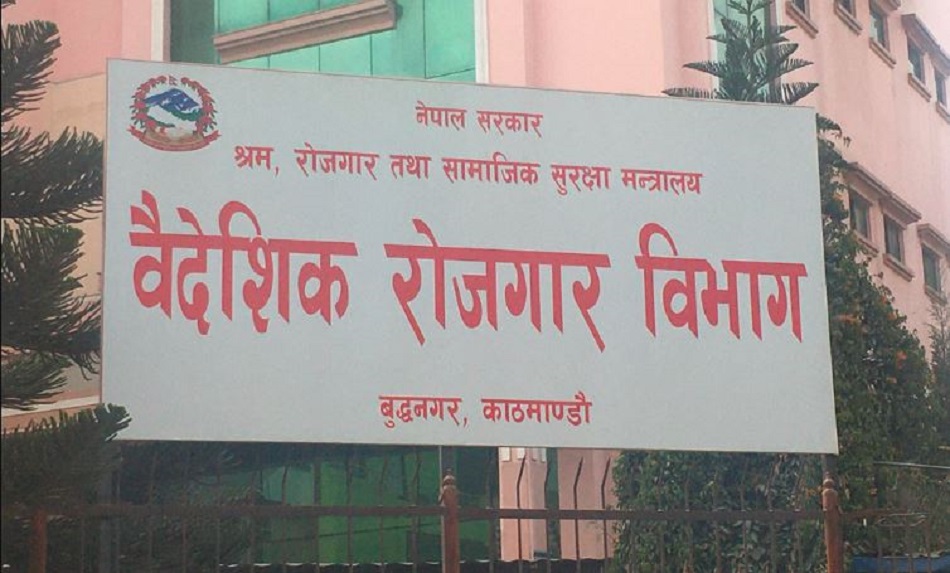 नेपाल सरकार
श्रम, रोजगार तथा सामाजिक सुरक्षा मन्त्रालय
वैदेशिक रोजगार विभाग
बुद्धनगर, काठमाण्डौ